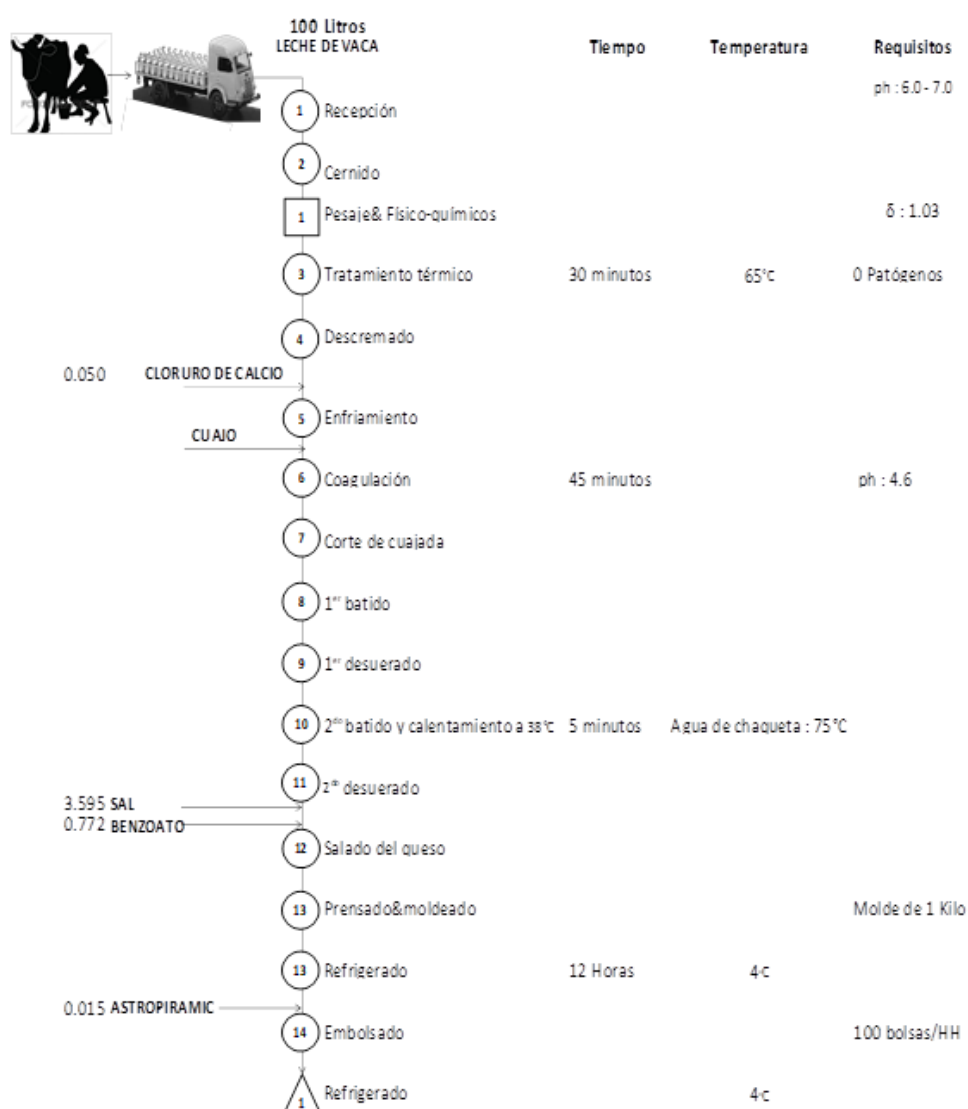 100 Litros
LECHE DE VACA
Tiempo Temperatura Requisitos
ph : 6.0 - 7.0
1 Recepción
2 Cernido
1 Pesaje& Físico-químicos δ : 1.03
3 Tratamiento térmico 30 minutos 65°C 0 Patógenos
4 Descremado
0.050 CLORURO DE CALCIO
5 Enfriamiento
CUAJO
6 Coagulación 45 minutos ph : 4.6
7 Corte de cuajada
8 1er batido
9 1er desuerado
10 2do batido y calentamiento a 38°C 5 minutos Agua de chaqueta : 75°C
11 2do desuerado
3.595 SAL
0.772 BENZOATO
12 Salado del queso
13 Prensado&moldeado Molde de 1 Kilo
13 Refrigerado 12 Horas 4°C
0.015 ASTROPIRAMIC
14 Embolsado 100 bolsas/HH
1 Refrigerado 4°C